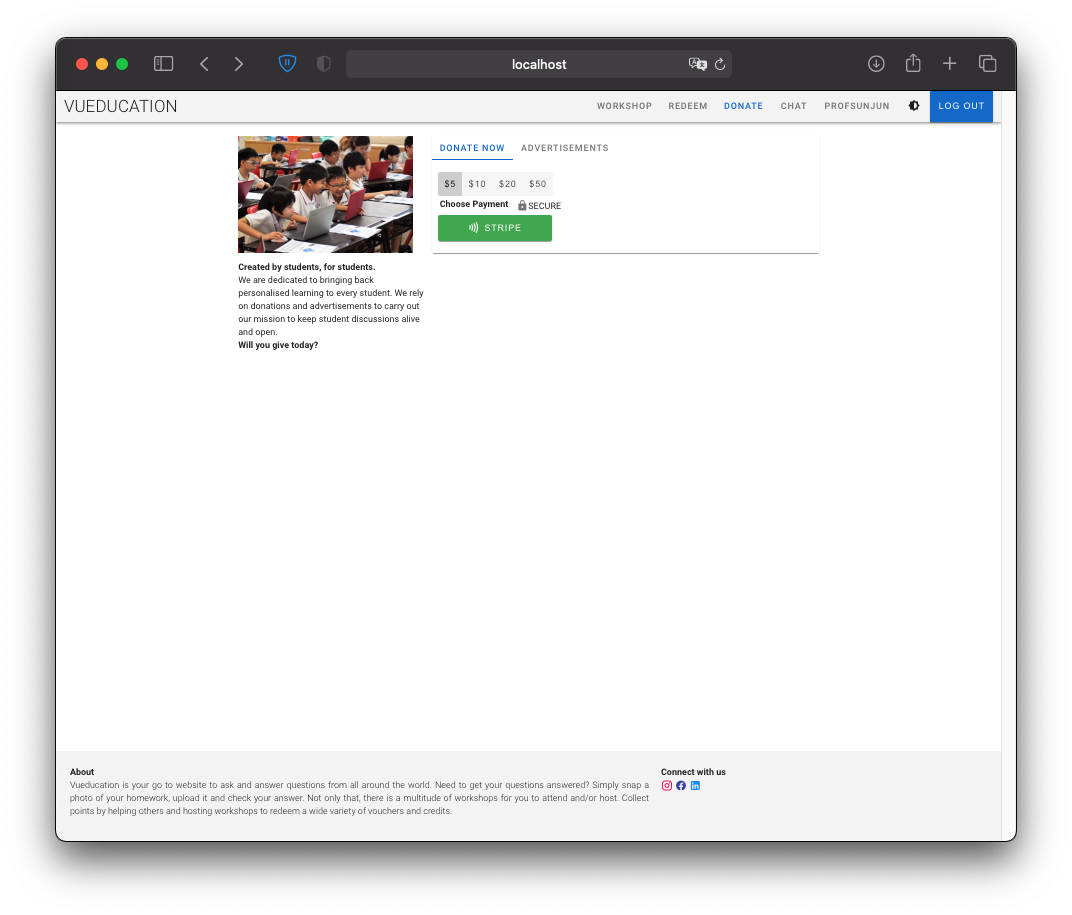 localhost
VUEDUCATION
WORKSHOP REDEEM DONATE CHAT PROFSUNJUN LOG OUT
DONATE NOW ADVERTISEMENTS
$5 $10 $20 $50
Choose Payment SECURE
STRIPE
Created by students, for students.
We are dedicated to bringing back
personalised learning to every student. We rely
on donations and advertisements to carry out
our mission to keep student discussions alive
and open.
Will you give today?
About
Vueducation is your go to website to ask and answer questions from all around the world. Need to get your questions answered? Simply snap a
photo of your homework, upload it and check your answer. Not only that, there is a multitude of workshops for you to attend and/or host. Collect
points by helping others and hosting workshops to redeem a wide variety of vouchers and credits.
Connect with us